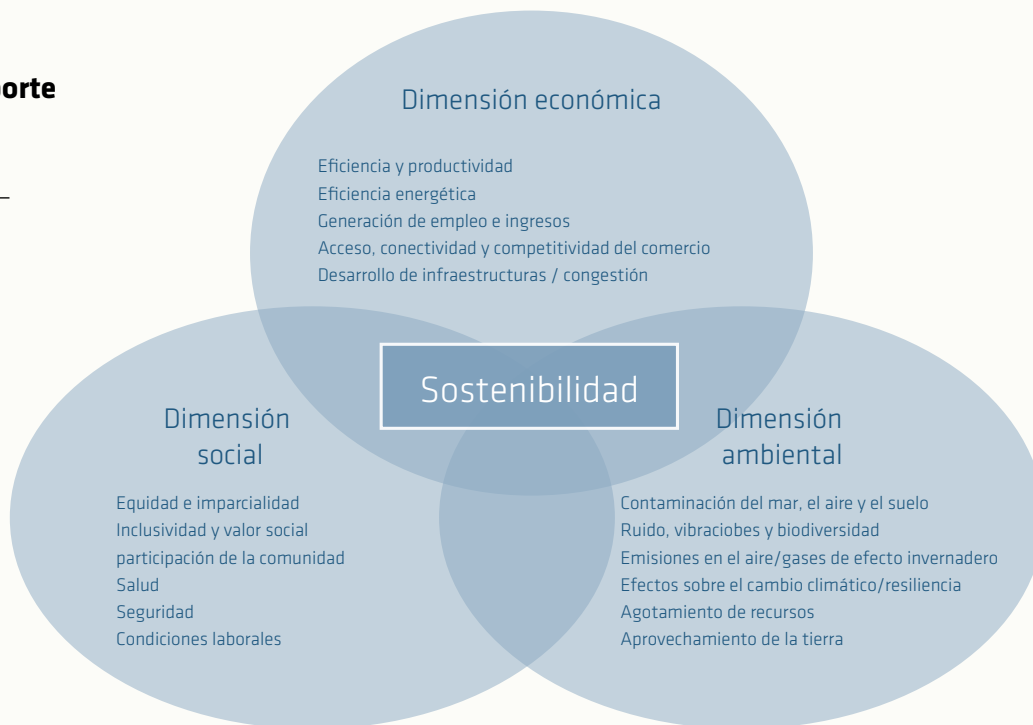 porte
Dimensión económica
Eficiencia y productividad
Eficiencia energética
Generación de empleo e ingresos
Acceso, conectividad y competitividad del comercio
Desarrollo de infraestructuras / congestión
Sostenibilidad
Dimensión
social
Equidad e imparcialidad
Inclusividad y valor social
participación de la comunidad
Salud
Seguridad
Condiciones laborales
Dimensión
ambiental
Contaminación del mar, el aire y el suelo
Ruido, vibraciobes y biodiversidad
Emisiones en el aire/gases de efecto invernadero
Efectos sobre el cambio climático/resiliencia
Agotamiento de recursos
Aprovechamiento de la tierra